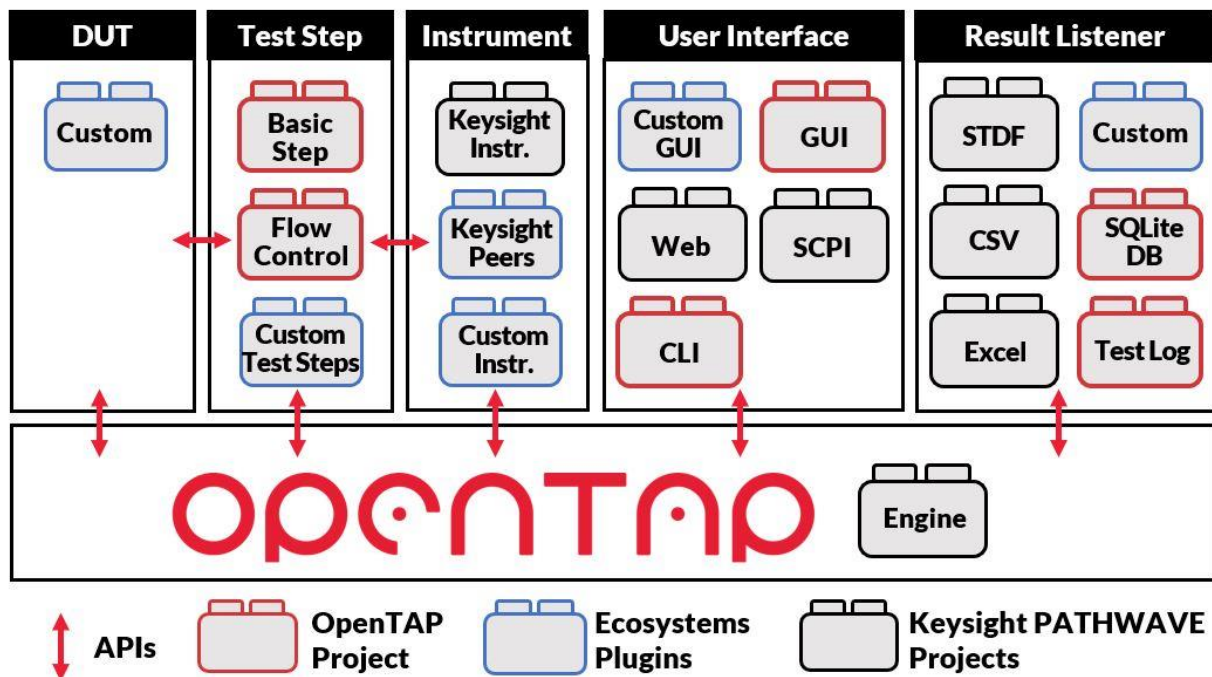 DUT
Custom
Test Step
Basic
Step
Flow
Control
Custom
Test Steps
Instrument
Keysight
Instr.
Keysight
Peers
Custom
Instr.
User Interface
Custom
GUI
GUI
Web
SCPI
CLI
Result Listener
STDF
Custom
CSV
SQLite
DB
Excel
Test Log
OPENTAP
Engine
APIs
OpenTAP
Project
Ecosystems
Plugins
Keysight PATHWAVE
Projects